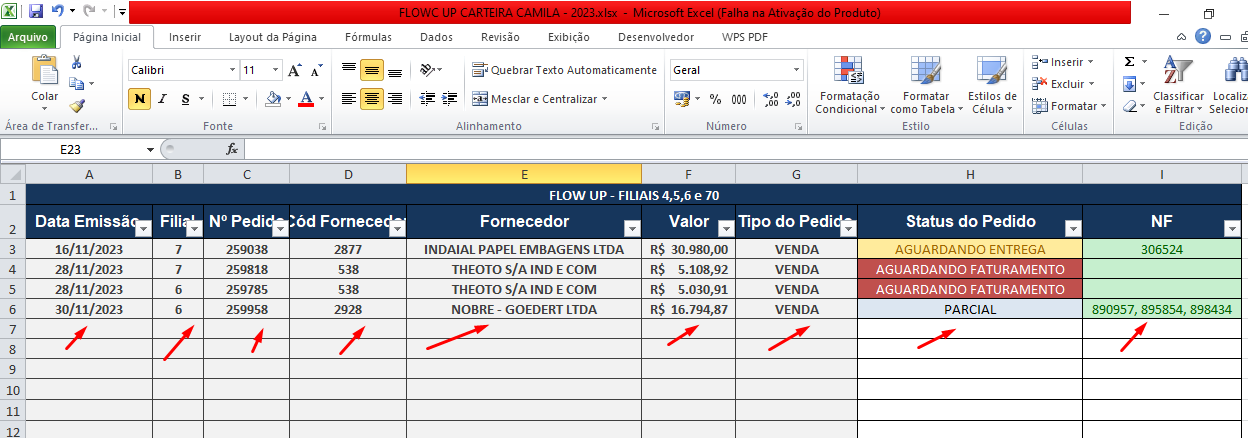 FLOWC UP CARTEIRA CAMILA - 2023.xlsx - Microsoft Excel (Falha na Ativação do Produto)
Arquivo Página Inicial Inserir Layout da Página Fórmulas Dados Revisão Exibição Desenvolvedor WPS PDF
Colar
Calibri 11
Quebrar Texto Automaticamente
Geral
Inserir
N I S
Mesclar e Centralizar
% 000
Formatação Condicional
Formatar como Tabela
Estilos de Célula
Excluir
Formatar
Classificar e Filtrar
Localiza
Selecion
Área de Transfer... Fonte Alinhamento Número Estilo Células Edição
E23 fx
A B C D E F G H I
1 FLOW UP - FILIAIS 4,5,6 e 70
2 Data Emissão Filial Nº Pedido Cód Fornecedor Fornecedor Valor Tipo do Pedido Status do Pedido NF
3 16/11/2023 7 259038 2877 INDAIAL PAPEL EMBAGENS LTDA R$ 30.980,00 VENDA AGUARDANDO ENTREGA 306524
4 28/11/2023 7 259818 538 THEOTO S/A IND E COM R$ 5.108,92 VENDA AGUARDANDO FATURAMENTO
5 28/11/2023 6 259785 538 THEOTO S/A IND E COM R$ 5.030,91 VENDA AGUARDANDO FATURAMENTO
6 30/11/2023 6 259958 2928 NOBRE - GOEDERT LTDA R$ 16.794,87 VENDA PARCIAL 890957, 895854, 898434
7
8
9
10
11
12